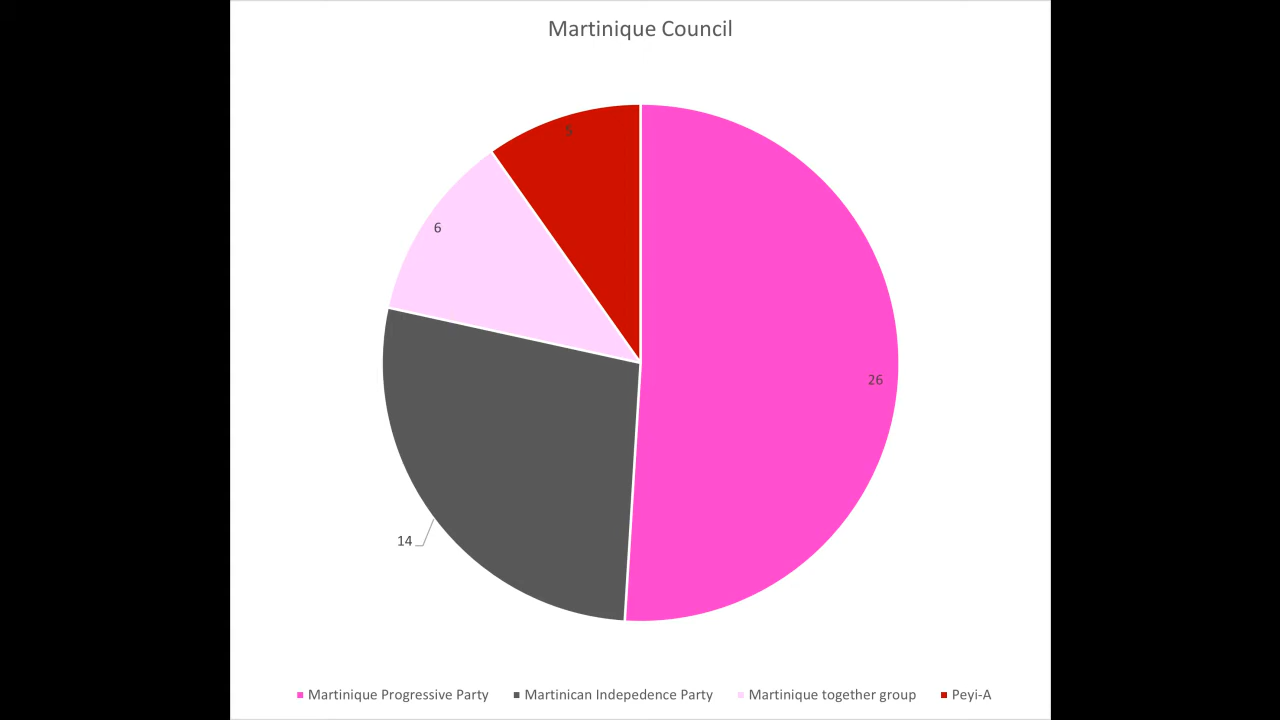 Martinique Council
5
6
26
14
Martinique Progressive Party
Martinican Indepedence Party
Martinique together group
Peyi-A